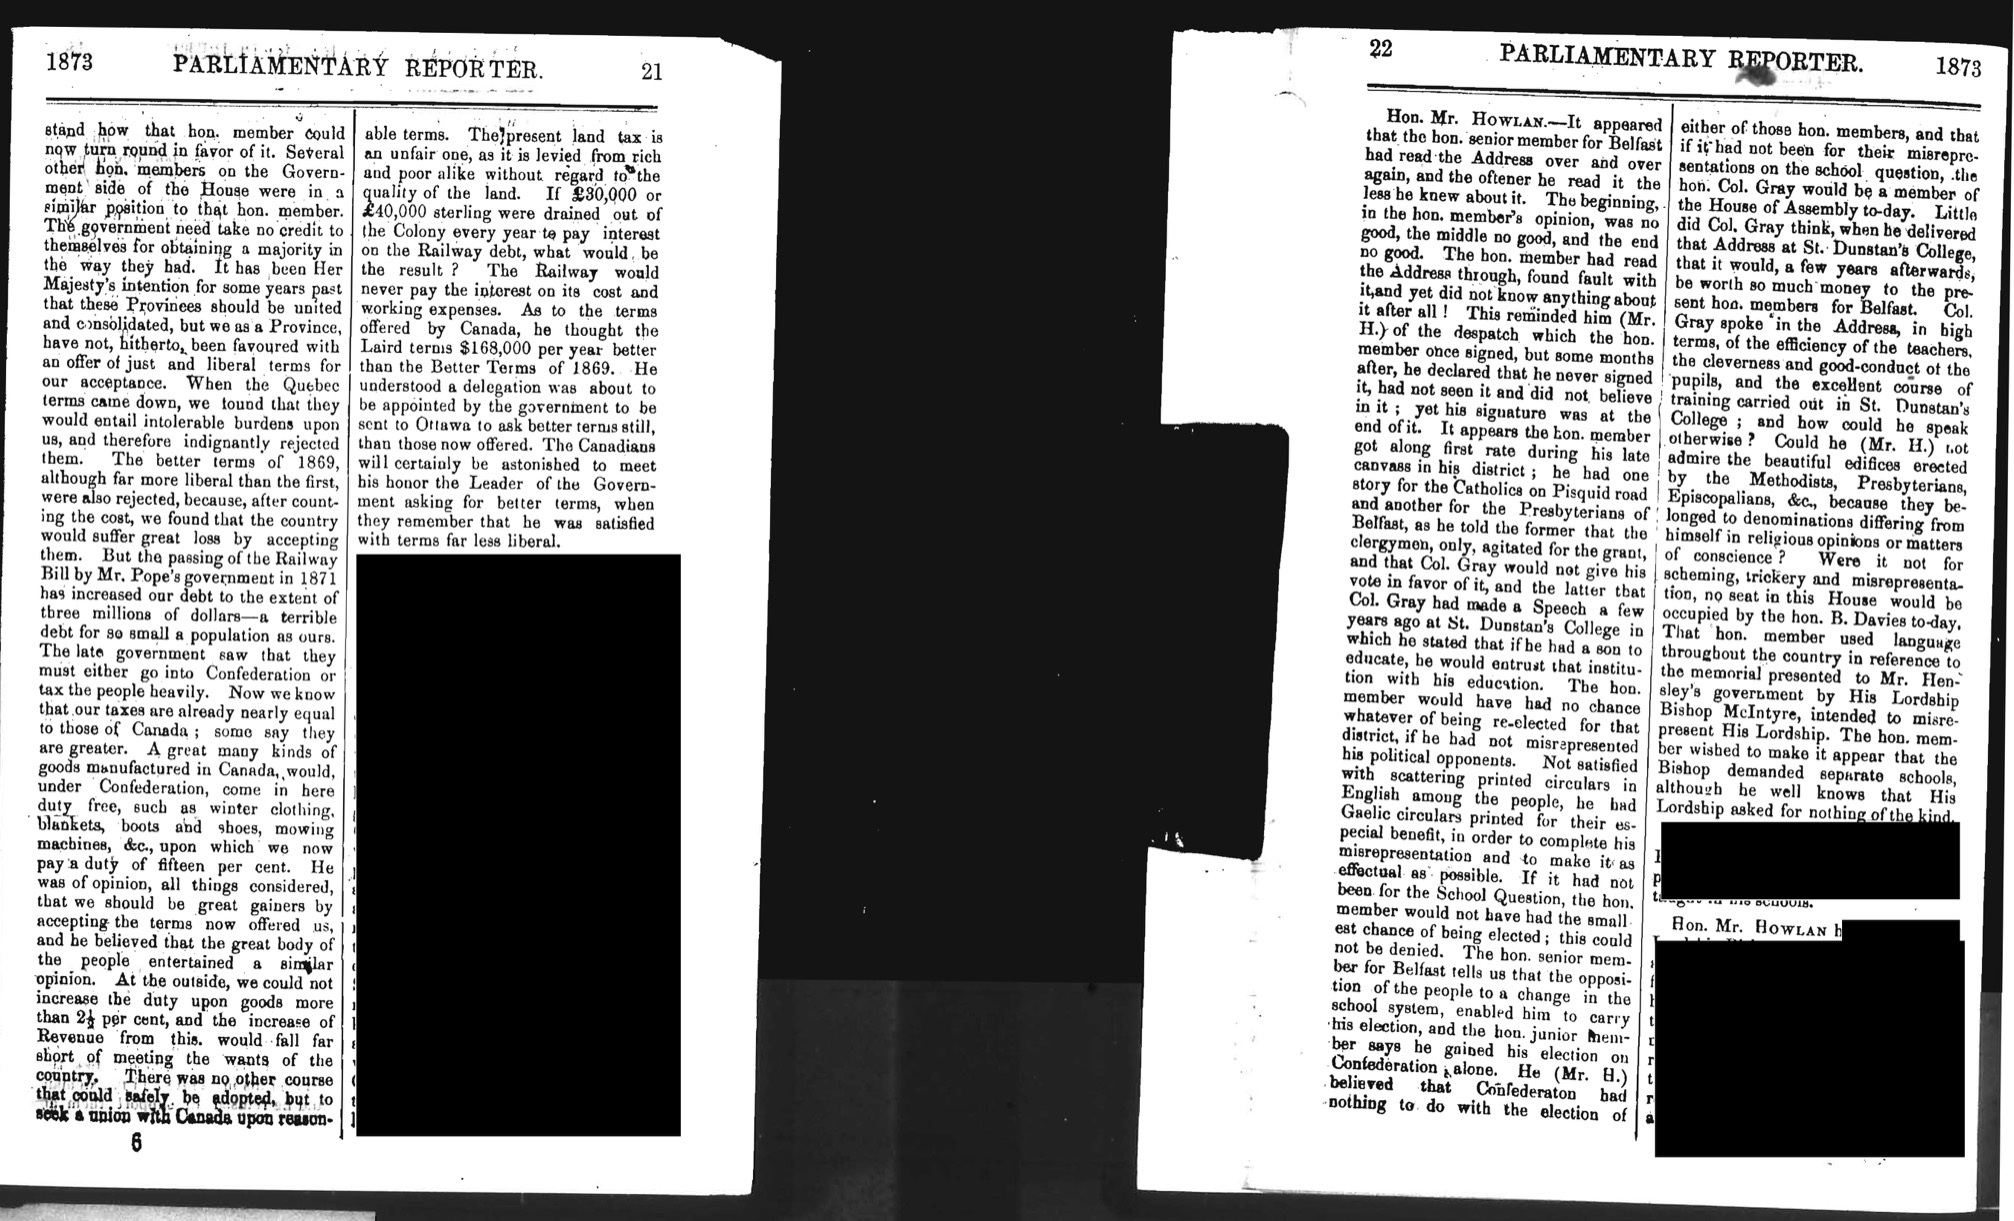 1873 PARLIAMENTARY REPORTER. 21
stand how that hon. member could
now turn round in favor of it. Several
other hon. members on the Govern-
ment side of the House were in a
similar position to that hon. member.
The government need take no credit to
themselves for obtaining a majority in
the way they had. It has been Her
Majesty's intention for some years past
that these Provinces should be united
and consolidated, but we as a Province,
have not, hitherto, been favoured with
an offer of just and liberal terms for
our acceptance. When the Quebec
terms came down, we found that they
would entail intolerable burdens upon
us, and therefore indignantly rejected
them. The better terms of 1869,
although far more liberal than the first,
were also rejected, because, after count-
ing the cost, we found that the country
would suffer great loss by accepting
them. But the passing of the Railway
Bill by Mr. Pope's government in 1871
has increased our debt to the extent of
three millions of dollars—a terrible
debt for so small a population as ours.
The late government saw that they
must either go into Confederation or
tax the people heavily. Now we know
that our taxes are already nearly equal
to those of Canada ; some say they
are greater. A great many kinds of
goods manufactured in Canada, would,
under Confederation, come in here
duty free, such as winter clothing,
blankets, boots and shoes, mowing
machines, &c., upon which we now
pay a duty of fifteen per cent. He
was of opinion, all things considered,
that we should be great gainers by
accepting the terms now offered us,
and he believed that the great body of
the people entertained a similar
opinion. At the outside, we could not
increase the duty upon goods more
than 2½ per cent, and the increase of
Revenue from this would fall far
short of meeting the wants of the
country. There was no other course
that could safely be adopted, but to
seek a union with Canada upon reason-
6
able terms. The present land tax is
an unfair one, as it is levied from rich
and poor alike without regard to the
quality of the land. If £30,000 or
£40,000 sterling were drained out of
the Colony every year to pay interest
on the Railway debt, what would be
the result ? The Railway would
never pay the interest on its cost and
working expenses. As to the terms
offered by Canada, he thought the
Laird terms $168,000 per year better
than the Better Terms of 1869. He
understood a delegation was about to
be appointed by the government to be
sent to Ottawa to ask better terms still,
than those now offered. The Canadians
will certainly be astonished to meet
his honor the Leader of the Govern-
ment asking for better terms, when
they remember that he was satisfied
with terms far less liberal.
22 PARLIAMENTARY REPORTER. 1873
Hon. Mr. HOWLAN.—It appeared
that the hon. senior member for Belfast
had read the Address over and over
again, and the oftener he read it the
less he knew about it. The beginning,
in the hon. member's opinion, was no
good, the middle no good, and the end
no good. The hon. member had read
the Address through, found fault with
it, and yet did not know anything about
it after all ! This reminded him (Mr.
H.) of the despatch which the hon.
member once signed, but some months
after, he declared that he never signed
it, had not seen it and did not believe
in it ; yet his signature was at the
end of it. It appears the hon. member
got along first rate during his late
canvass in his district ; he had one
story for the Catholics on Pisquid road
and another for the Presbyterians of
Belfast, as he told the former that the
clergymen, only, agitated for the grant,
and that Col. Gray would not give his
vote in favor of it, and the latter that
Col. Gray had made a Speech a few
years ago at St. Dunstan's College in
which he stated that if he had a son to
educate, he would entrust that institu-
tion with his education. The hon.
member would have had no chance
whatever of being re-elected for that
district, if he had not misrepresented
his political opponents. Not satisfied
with scattering printed circulars in
English among the people, he had
Gaelic circulars printed for their es-
pecial benefit, in order to complete his
misrepresentation and to make it as
effectual as possible. If it had not
been for the School Question, the hon.
member would not have had the small
est chance of being elected ; this could
not be denied. The hon. senior mem-
ber for Belfast tells us that the opposi-
tion of the people to a change in the
school system, enabled him to carry
his election, and the hon. junior mem-
ber says he gained his election on
Confederation alone. He (Mr. H.)
believed that Confederaton had
nothing to do with the election of
either of those hon. members, and that
if it had not been for their misrepre-
sentations on the school question, the
hon. Col. Gray would be a member of
the House of Assembly to-day. Little
did Col. Gray think, when he delivered
that Address at St. Dunstan's College,
that it would, a few years afterwards,
be worth so much money to the pre-
sent hon. members for Belfast. Col.
Gray spoke in the Address, in high
terms, of the efficiency of the teachers,
the cleverness and good-conduct of the
pupils, and the excellent course of
training carried out in St. Dunstan's
College ; and how could he speak
otherwise ? Could he (Mr. H.) not
admire the beautiful edifices erected
by the Methodists, Presbyterians,
Episcopalians, &c., because they be-
longed to denominations differing from
himself in religious opinions or matters
of conscience ? Were it not for
scheming, trickery and misrepresenta-
tion, no seat in this House would be
occupied by the hon. B. Davies to-day.
That hon. member used language
throughout the country in reference to
the memorial presented to Mr. Hen-
sley's government by His Lordship
Bishop McIntyre, intended to misre-
present His Lordship. The hon. mem-
ber wished to make it appear that the
Bishop demanded separate schools,
although he well knows that His
Lordship asked for nothing of the kind.
schools.
Hon. Mr. HOWLAN